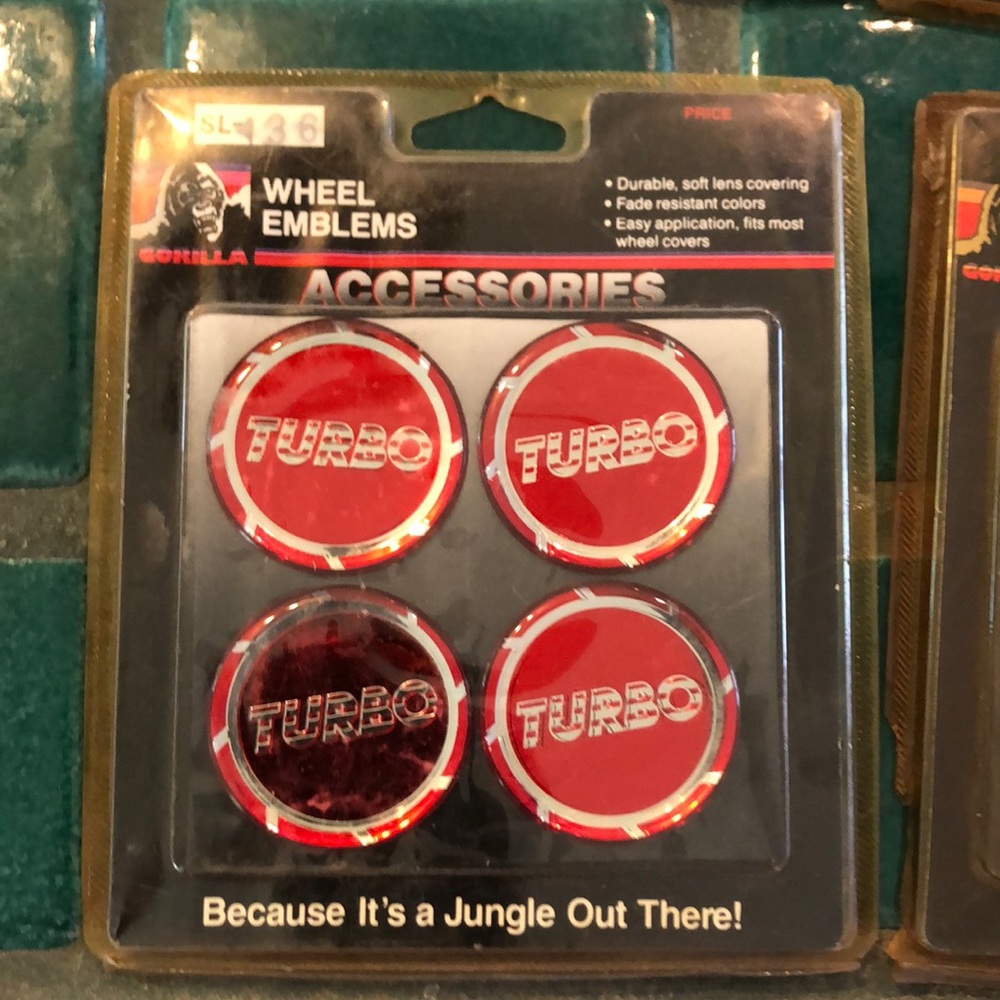 SL-136
PRICE
WHEEL
EMBLEMS
• Durable, soft lens covering
• Fade resistant colors
• Easy application, fits most
wheel covers
GORILLA
ACCESSORIES
TURBO
TURBO
TURBO
TURBO
Because It's a Jungle Out There!